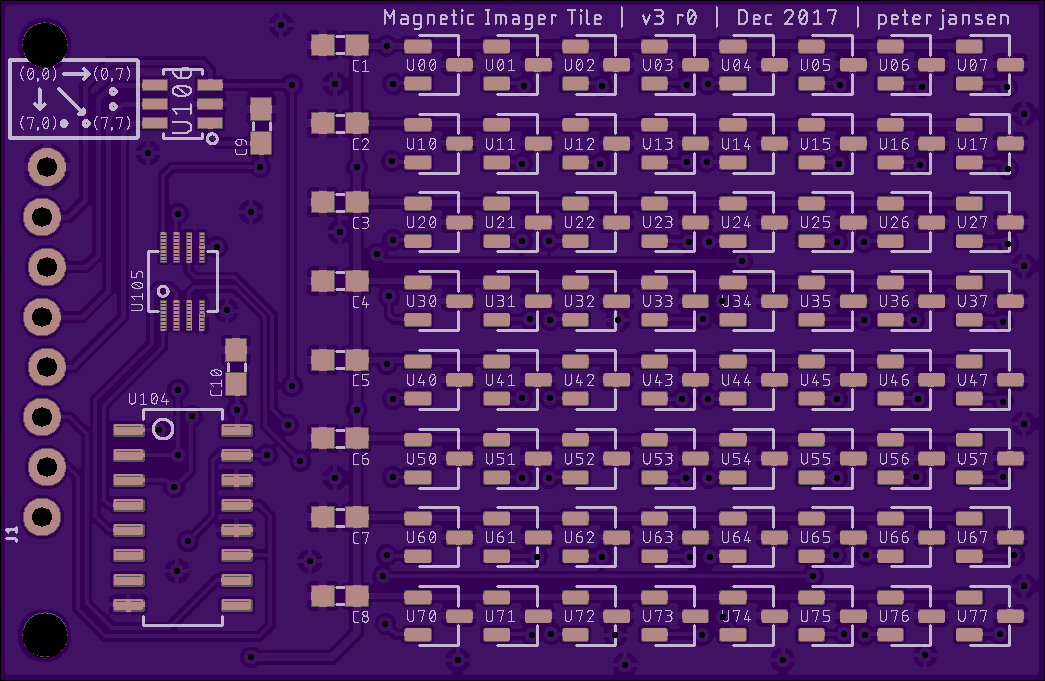 Magnetic Imager Tile | v3 r0 | Dec 2017 | peter jansen
(0,0) (0,7)
(7,0) (7,7)
U106
C9
U105
C10
U104
J1
C1 U00 U01 U02 U03 U04 U05 U06 U07
C2 U10 U11 U12 U13 U14 U15 U16 U17
C3 U20 U21 U22 U23 U24 U25 U26 U27
C4 U30 U31 U32 U33 U34 U35 U36 U37
C5 U40 U41 U42 U43 U44 U45 U46 U47
C6 U50 U51 U52 U53 U54 U55 U56 U57
C7 U60 U61 U62 U63 U64 U65 U66 U67
C8 U70 U71 U72 U73 U74 U75 U76 U77